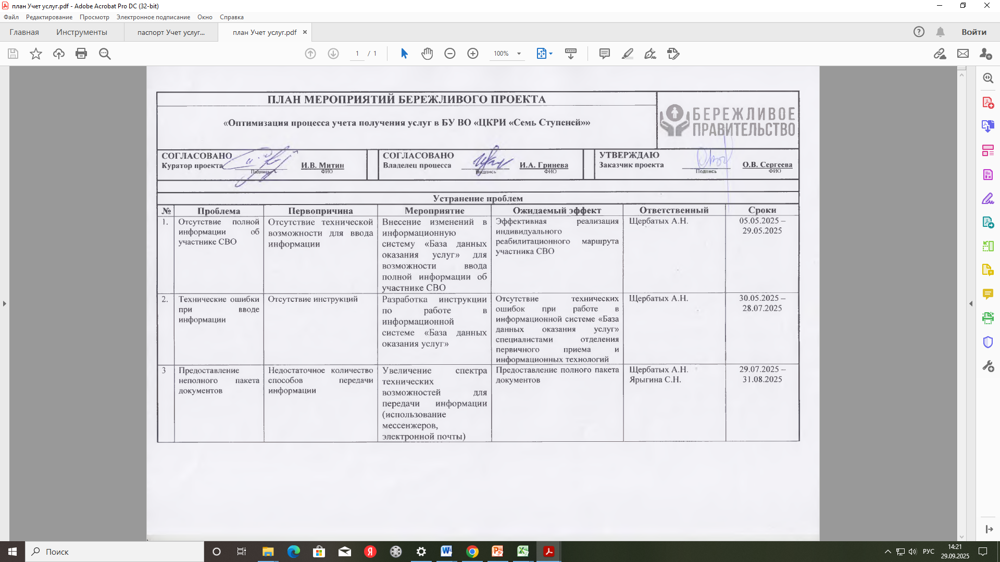 план Учет услуг.pdf - Adobe Acrobat Pro DC (32-bit)
Файл Редактирование Просмотр Электронное подписание Окно Справка
Главная Инструменты паспорт Учет услуг... план Учет услуг.pdf Войти
1 / 1 100%
ПЛАН МЕРОПРИЯТИЙ БЕРЕЖЛИВОГО ПРОЕКТА
«Оптимизация процесса учета получения услуг в БУ ВО «ЦКРИ «Семь Ступеней»»
БЕРЕЖЛИВОЕ
ПРАВИТЕЛЬСТВО
СОГЛАСОВАНО
Куратор проекта И.В. Митин
Подпись ФИО
СОГЛАСОВАНО
Владелец процесса И.А. Гринева
Подпись ФИО
УТВЕРЖДАЮ
Заказчик проекта О.В. Сергеева
Подпись ФИО
Устранение проблем
№ Проблема Первопричина Мероприятие Ожидаемый эффект Ответственный Сроки
1.
Отсутствие полной
информации об
участнике СВО
Отсутствие технической
возможности для ввода
информации
Внесение изменений в
информационную
систему «База данных
оказания услуг» для
возможности ввода
полной информации об
участнике СВО
Эффективная реализация
индивидуального
реабилитационного маршрута
участника СВО
Щербатых А.Н.
05.05.2025 –
29.05.2025
2.
Технические ошибки
при вводе
информации
Отсутствие инструкций
Разработка инструкции
по работе в
информационной
системе «База данных
оказания услуг»
Отсутствие технических
ошибок при работе в
информационной системе «База
данных оказания услуг»
специалистами отделения
первичного приема и
информационных технологий
Щербатых А.Н.
30.05.2025 –
28.07.2025
3
Предоставление
неполного пакета
документов
Недостаточное количество
способов передачи
информации
Увеличение спектра
технических
возможностей для
передачи информации
(использование
мессенжеров,
электронной почты)
Предоставление полного пакета
документов
Щербатых А.Н.
Ярыгина С.Н.
29.07.2025 –
31.08.2025
Поиск
РУС
14:21
29.09.2025